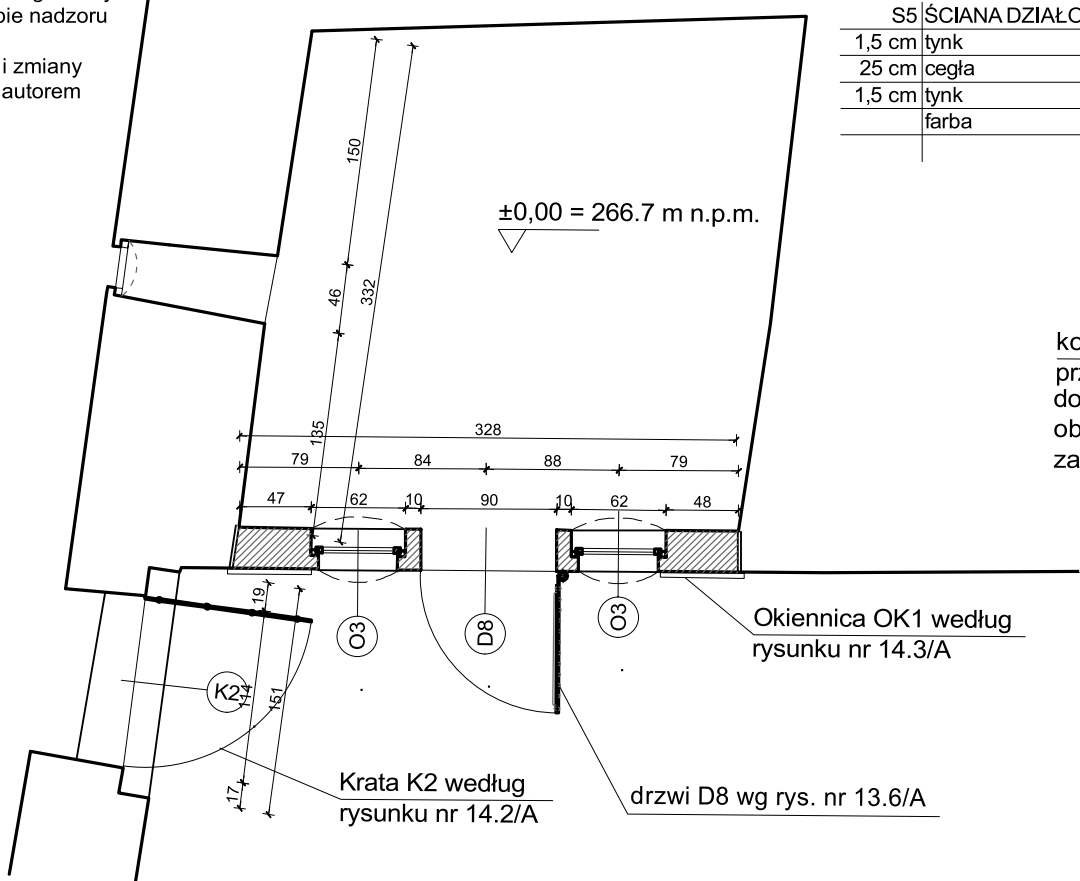 bie nadzoru
i zmiany
autorem
S5 ŚCIANA DZIAŁO
1,5 cm tynk
25 cm cegła
1,5 cm tynk
farba
150
±0,00 = 266.7 m n.p.m.
46
332
ko
prz
do
ob
za
135
328
79 84 88 79
47 62 10 90 10 62 48
19
O3
D8
O3
Okiennica OK1 według
rysunku nr 14.3/A
K2
114
151
Krata K2 według
rysunku nr 14.2/A
17
drzwi D8 wg rys. nr 13.6/A